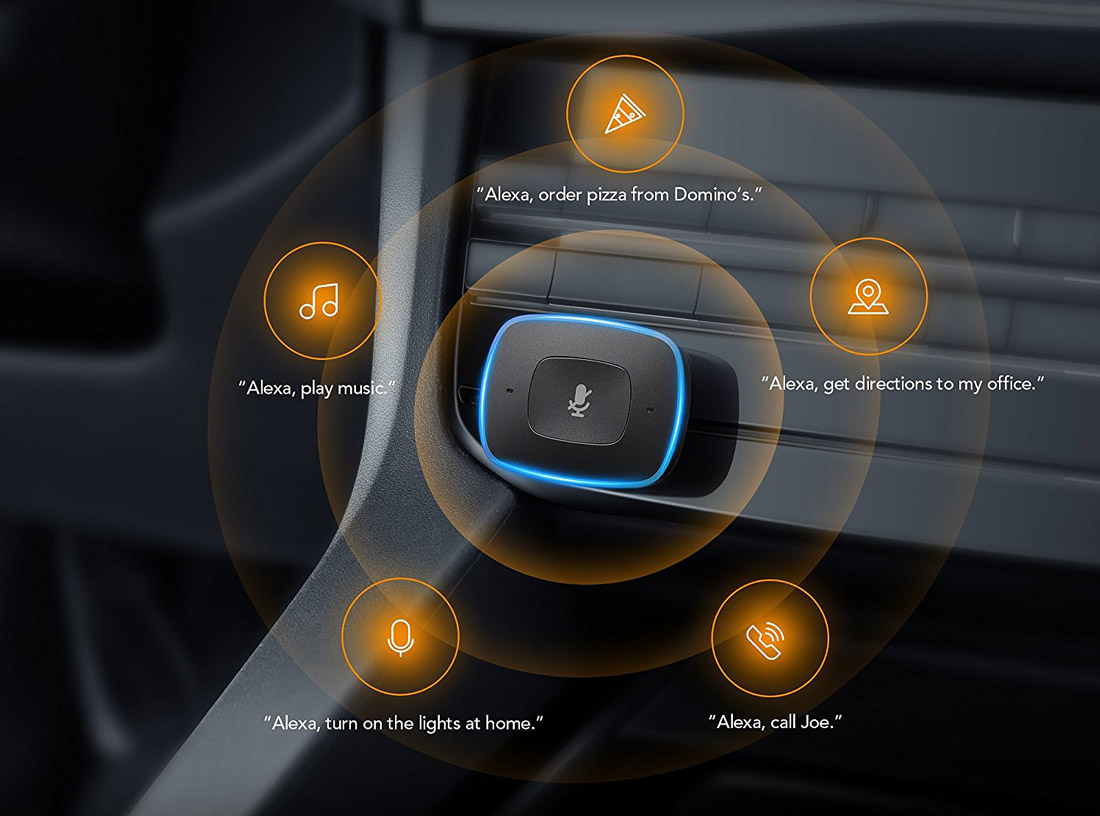 "Alexa, order pizza from Domino's."
"Alexa, play music."
"Alexa, get directions to my office."
"Alexa, turn on the lights at home."
"Alexa, call Joe."